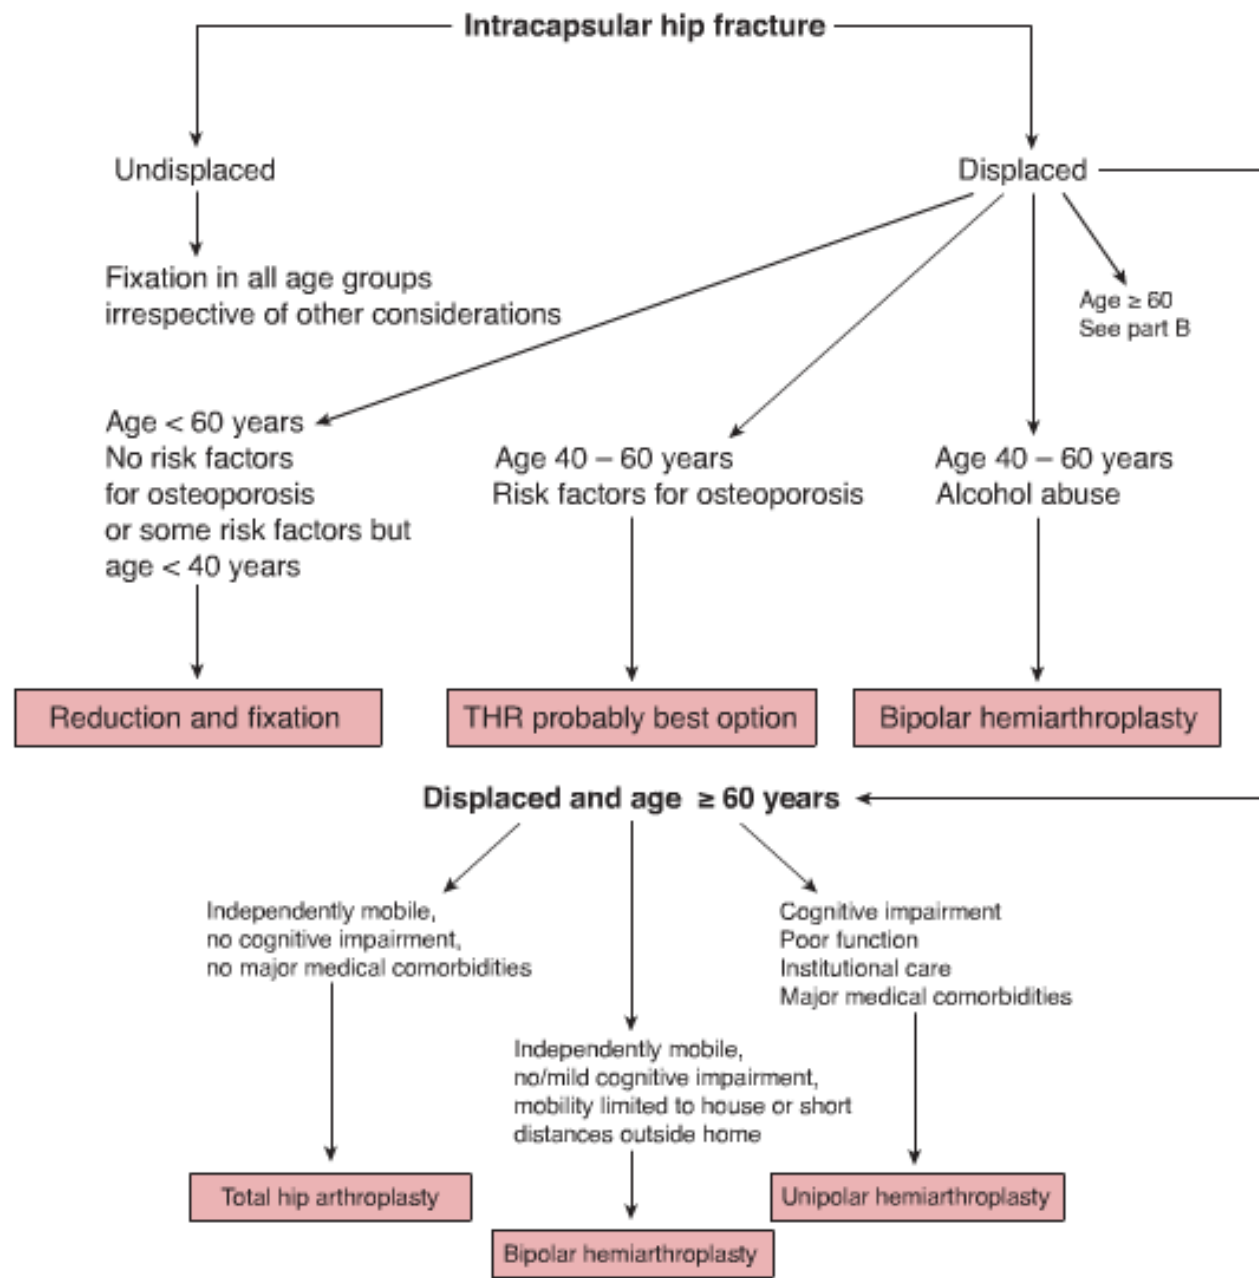 Intracapsular hip fracture
Undisplaced
Displaced
Fixation in all age groups
irrespective of other considerations
Age ≥ 60
See part B
Age < 60 years
No risk factors
for osteoporosis
or some risk factors but
age < 40 years
Age 40 – 60 years
Risk factors for osteoporosis
Age 40 – 60 years
Alcohol abuse
Reduction and fixation
THR probably best option
Bipolar hemiarthroplasty
Displaced and age ≥ 60 years
Independently mobile,
no cognitive impairment,
no major medical comorbidities
Independently mobile,
no/mild cognitive impairment,
mobility limited to house or short
distances outside home
Cognitive impairment
Poor function
Institutional care
Major medical comorbidities
Total hip arthroplasty
Bipolar hemiarthroplasty
Unipolar hemiarthroplasty